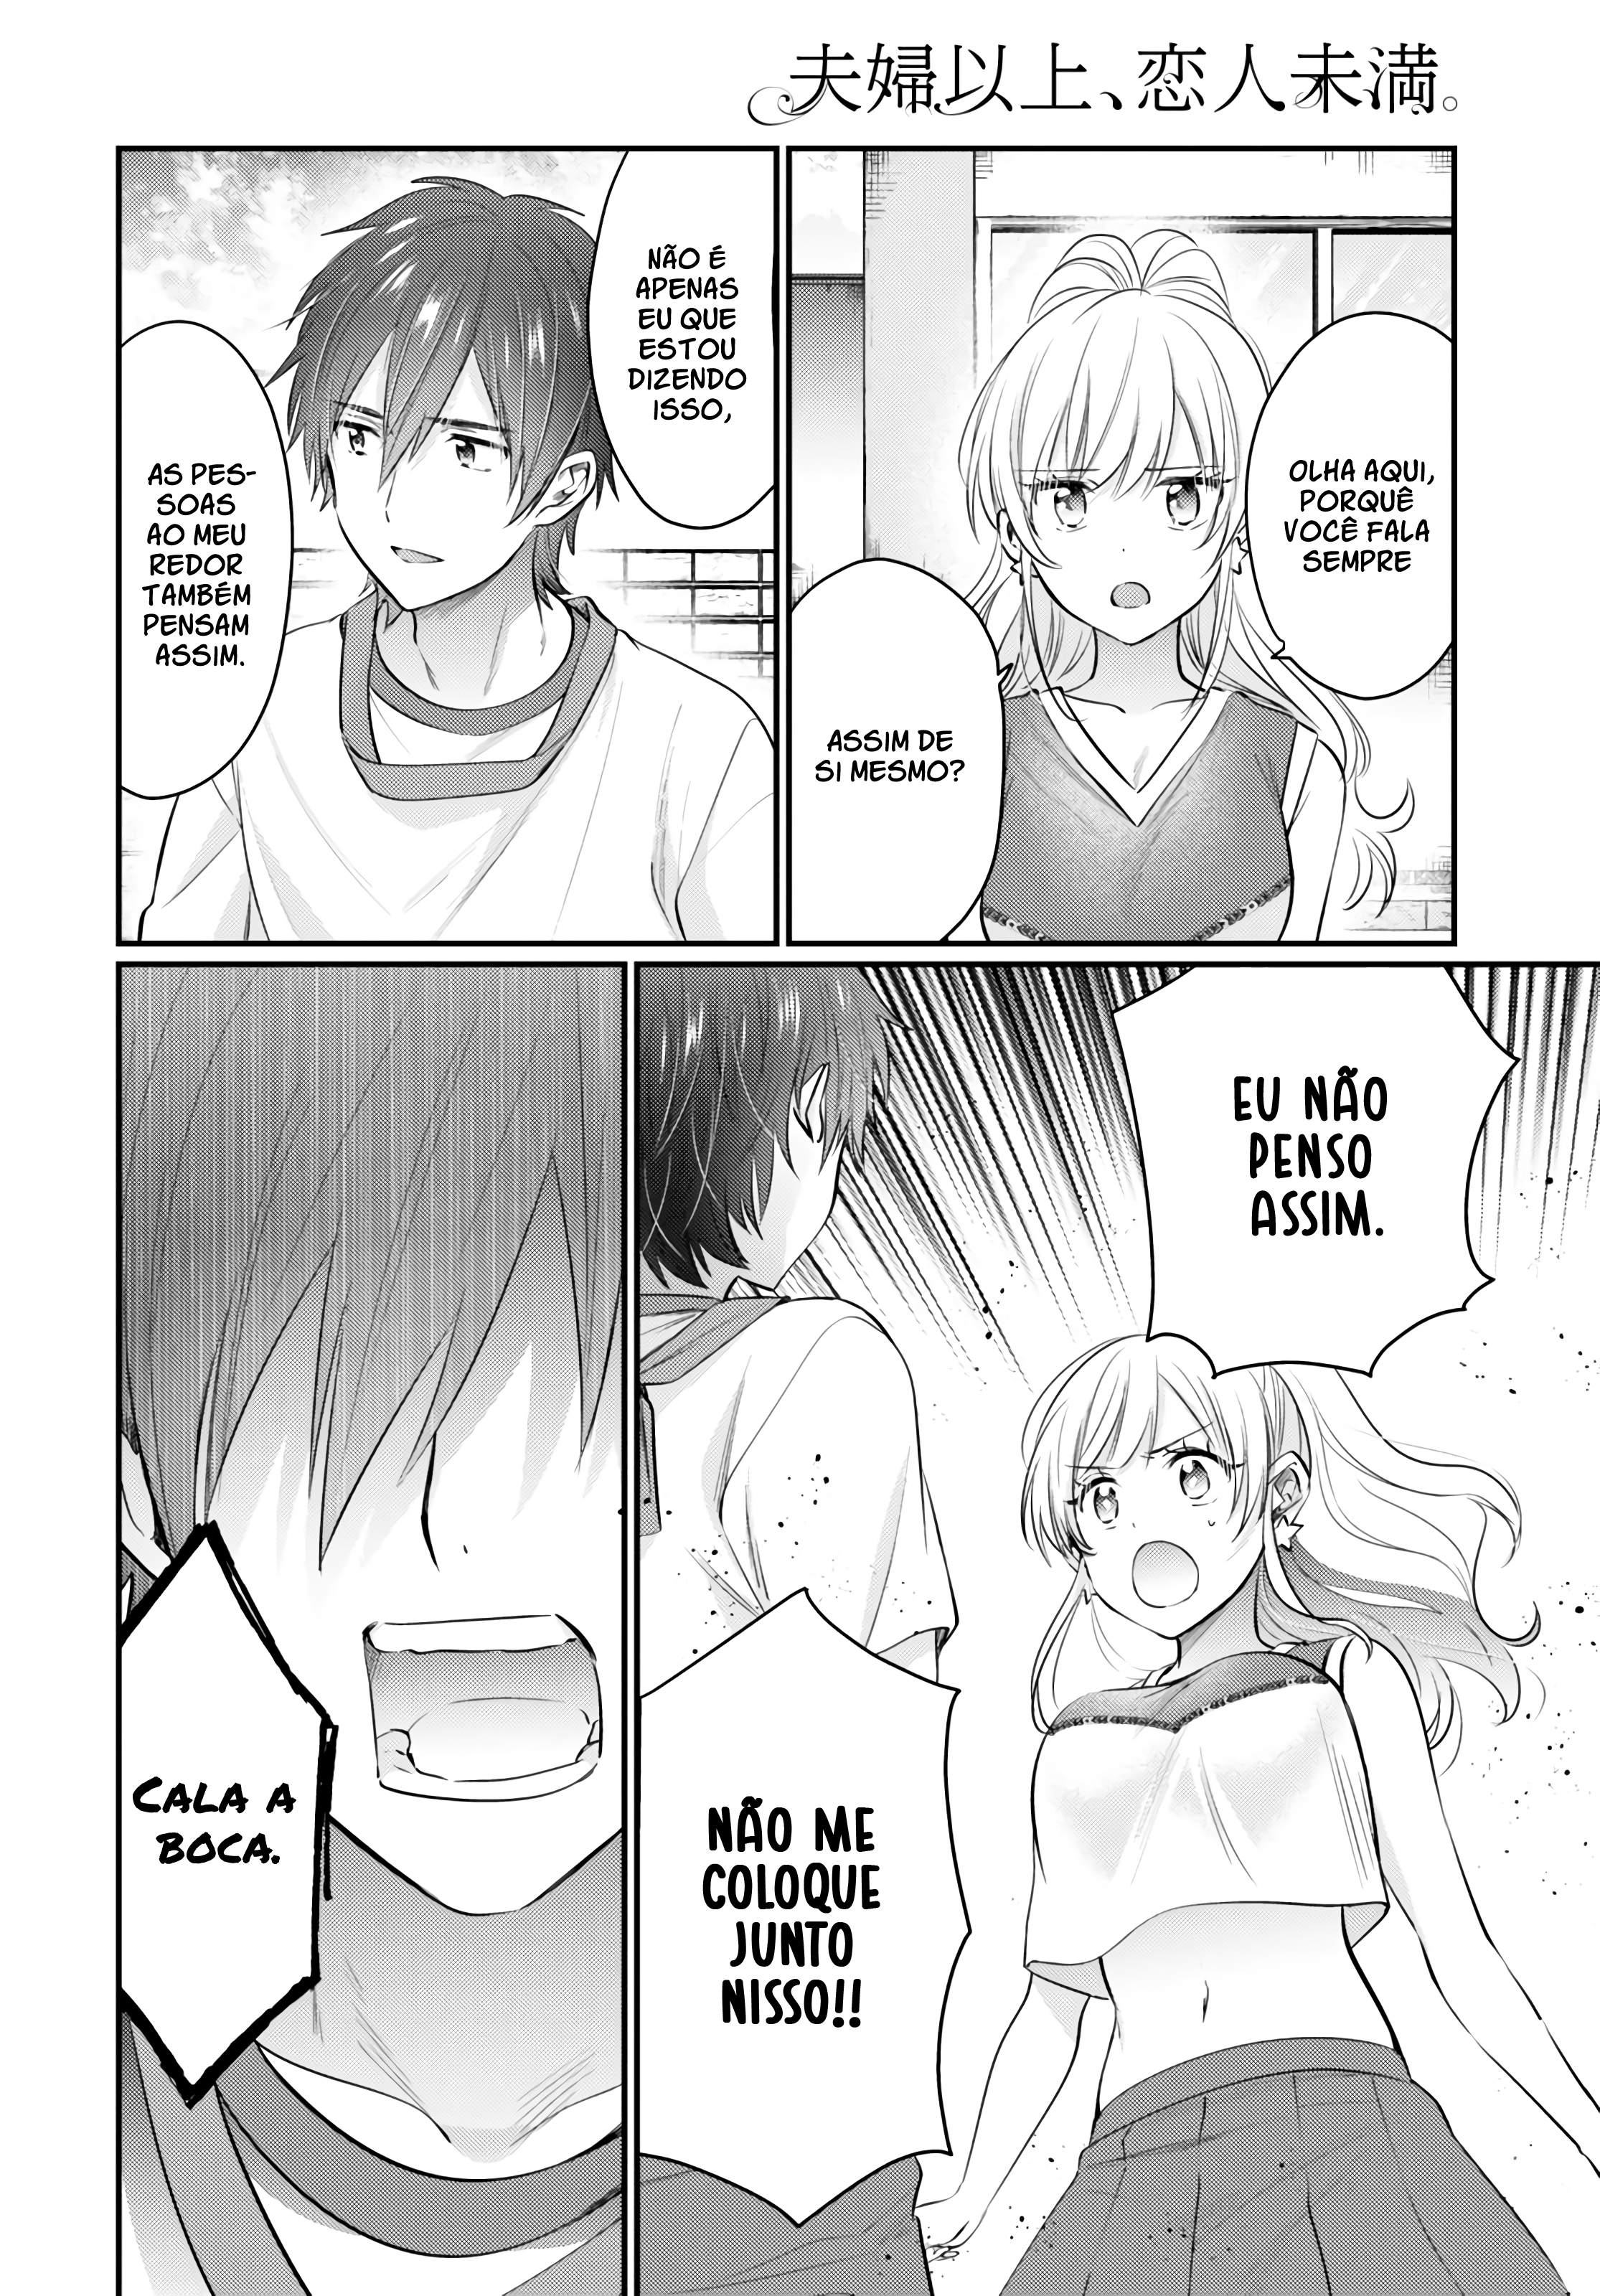 夫婦以上、恋人未満。
OLHA AQUI,
PORQUÊ
VOCÊ FALA
SEMPRE
ASSIM DE
SI MESMO?
NÃO É
APENAS
EU QUE
ESTOU
DIZENDO
ISSO,
AS PES-
SOAS
AO MEU
REDOR
TAMBÉM
PENSAM
ASSIM.
EU NÃO
PENSO
ASSIM.
NÃO ME
COLOQUE
JUNTO
NISSO!!
CALA A
BOCA.